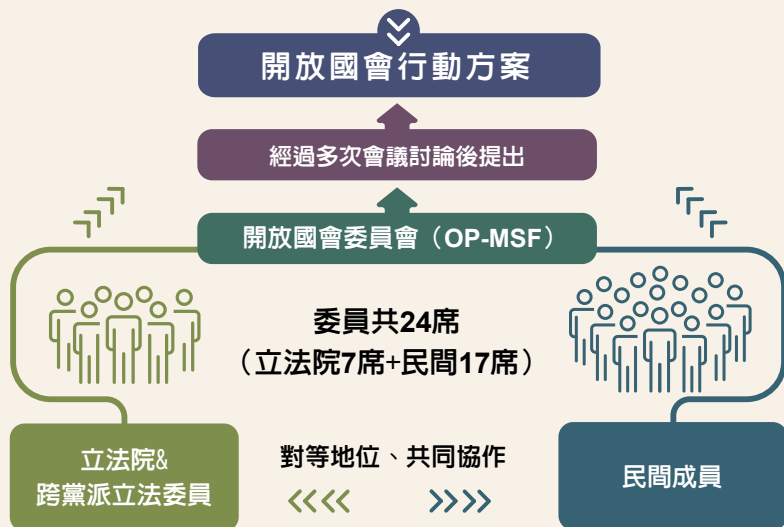 開放國會行動方案
經過多次會議討論後提出
開放國會委員會（OP-MSF）
委員共24席
（立法院7席+民間17席）
立法院&
跨黨派立法委員
對等地位、共同協作
民間成員